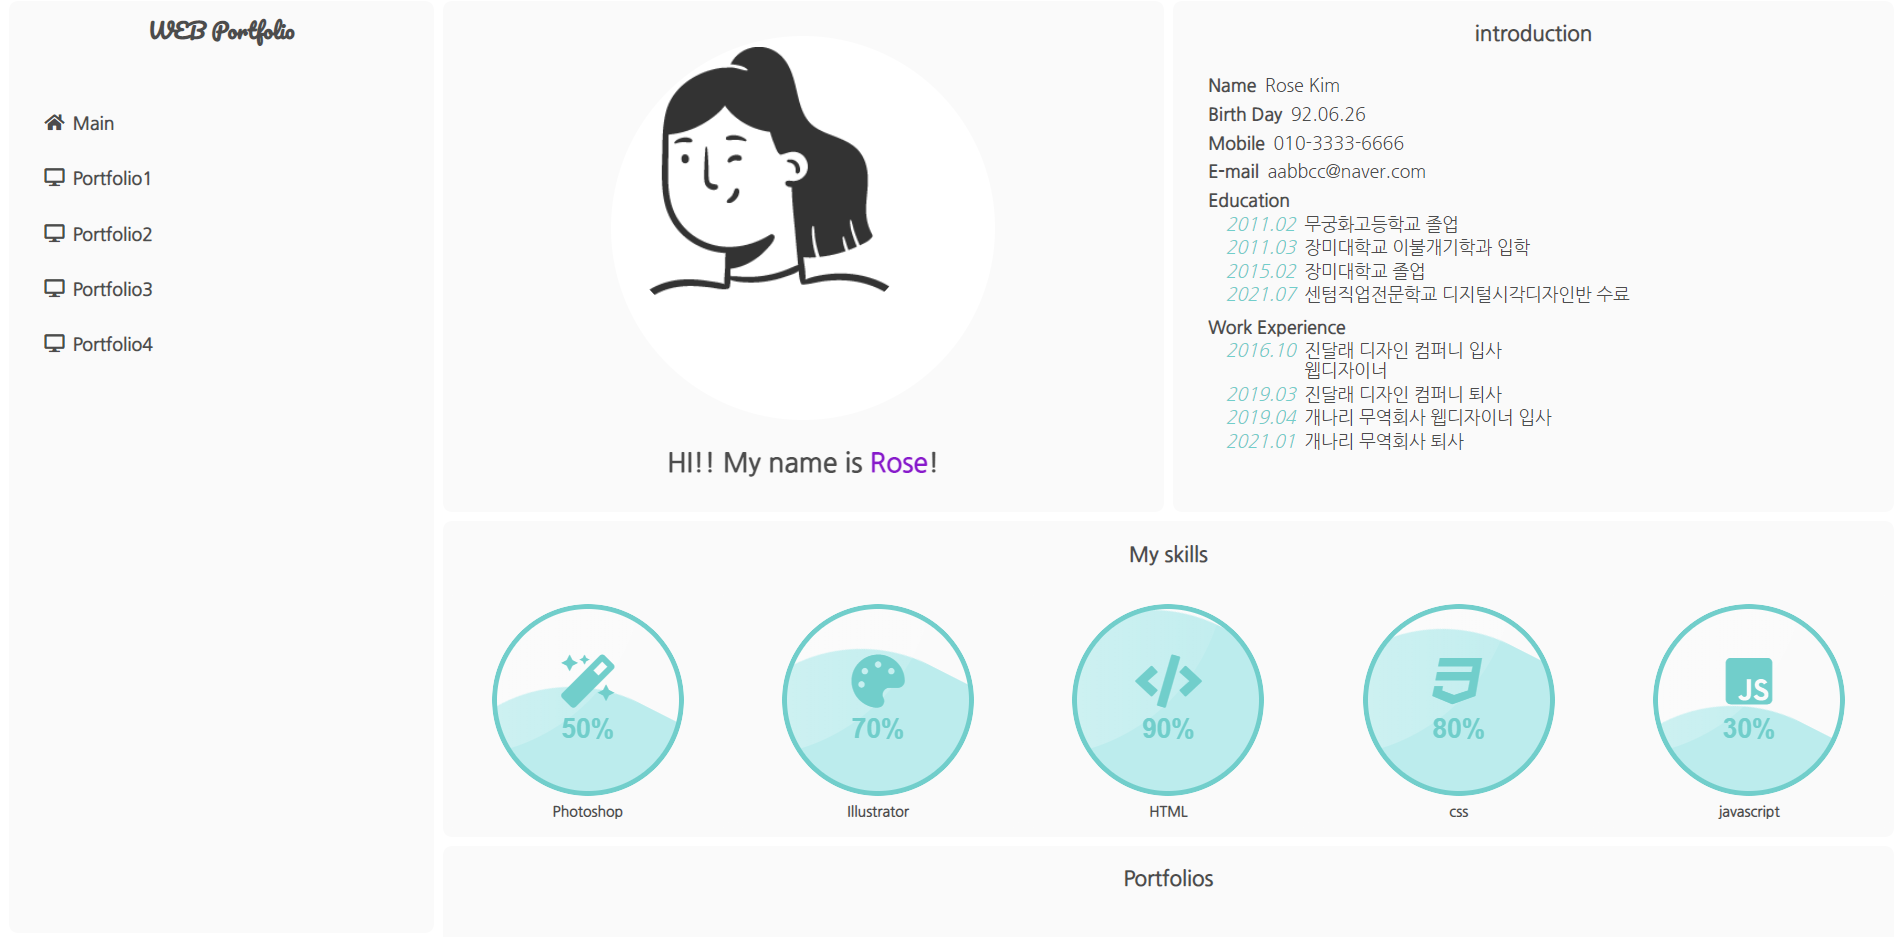 WEB Portfolio
Main
Portfolio1
Portfolio2
Portfolio3
Portfolio4
HI!! My name is Rose!
introduction
Name Rose Kim
Birth Day 92.06.26
Mobile 010-3333-6666
E-mail aabbcc@naver.com
Education
2011.02 무궁화고등학교 졸업
2011.03 장미대학교 이불개기학과 입학
2015.02 장미대학교 졸업
2021.07 센텀직업전문학교 디지털시각디자인반 수료
Work Experience
2016.10 진달래 디자인 컴퍼니 입사
웹디자이너
2019.03 진달래 디자인 컴퍼니 퇴사
2019.04 개나리 무역회사 웹디자이너 입사
2021.01 개나리 무역회사 퇴사
My skills
50%
Photoshop
70%
Illustrator
90%
HTML
80%
css
JS
30%
javascript
Portfolios